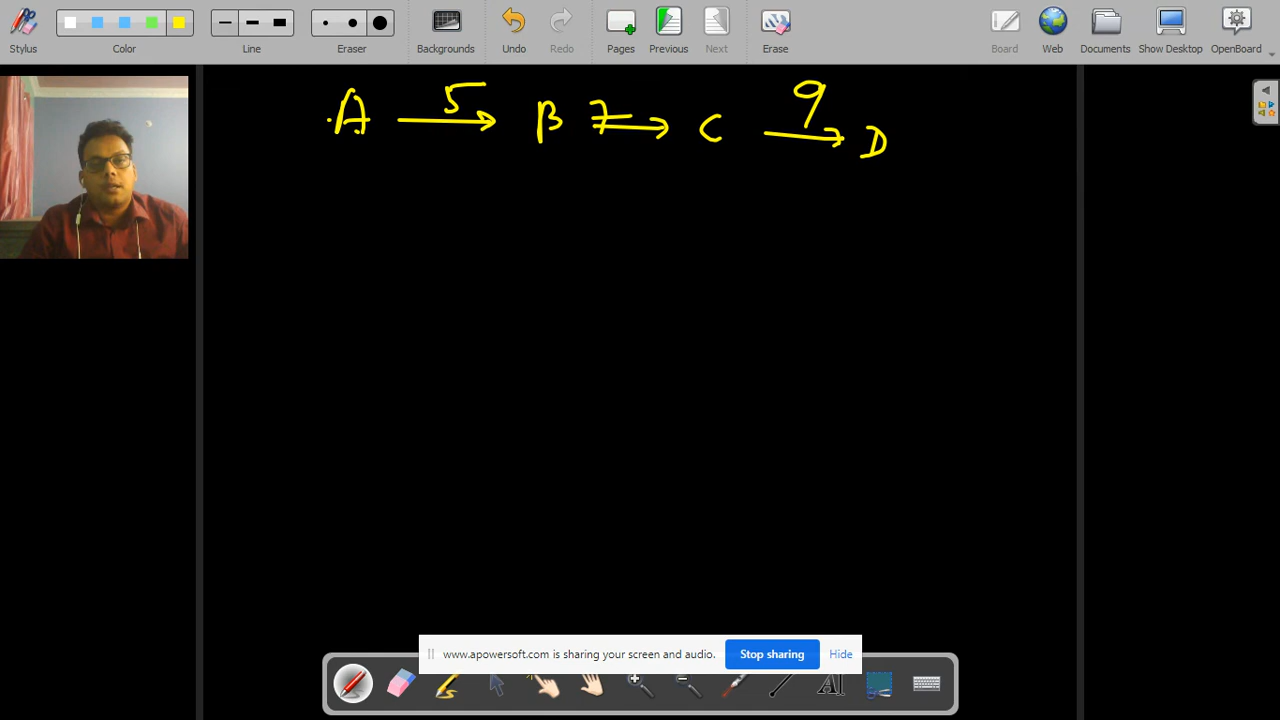 Stylus Color Line Eraser Backgrounds Undo Redo Pages Previous Next Erase Board Web Documents Show Desktop OpenBoard
A 5→ B 7→ C 9→ D
www.apowersoft.com is sharing your screen and audio. Stop sharing Hide
AI